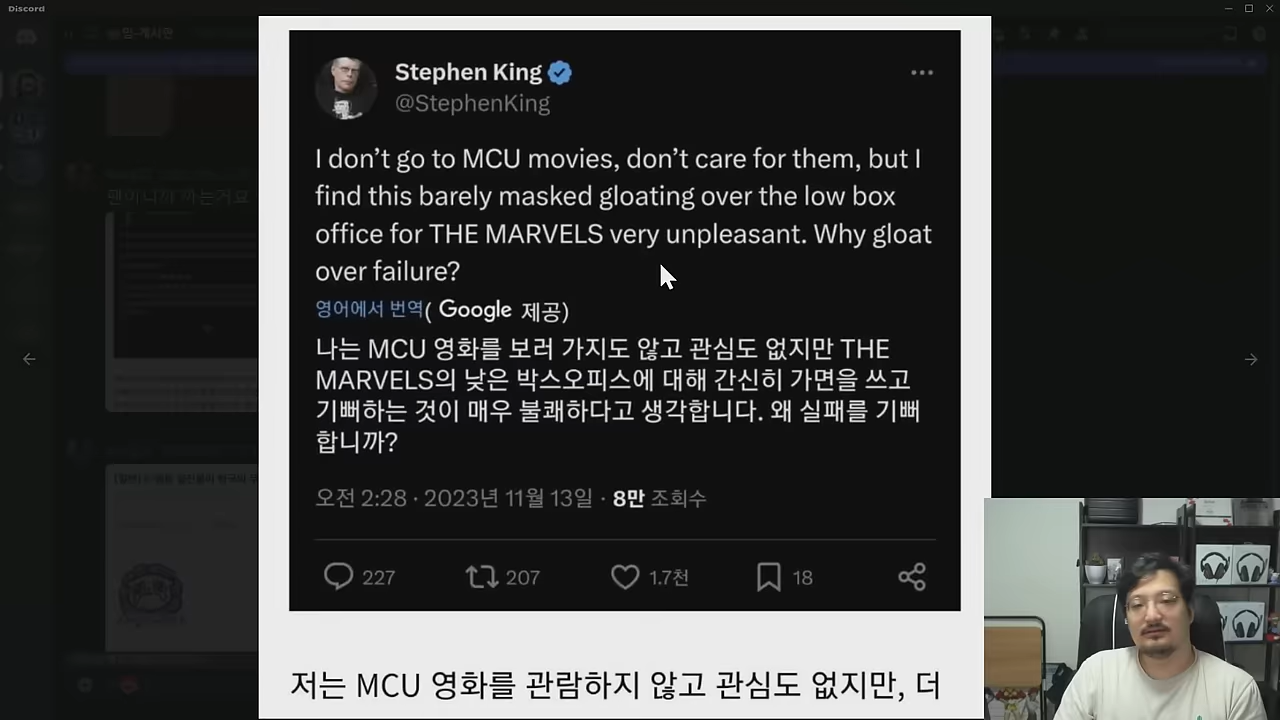 Discord
Stephen King
@StephenKing
I don’t go to MCU movies, don’t care for them, but I
find this barely masked gloating over the low box
office for THE MARVELS very unpleasant. Why gloat
over failure?
영어에서 번역( Google 제공)
나는 MCU 영화를 보러 가지도 않고 관심도 없지만 THE
MARVELS의 낮은 박스오피스에 대해 간신히 가면을 쓰고
기뻐하는 것이 매우 불쾌하다고 생각합니다. 왜 실패를 기뻐
합니까?
오전 2:28 · 2023년 11월 13일 · 8만 조회수
227 207 1.7천 18
저는 MCU 영화를 관람하지 않고 관심도 없지만, 더